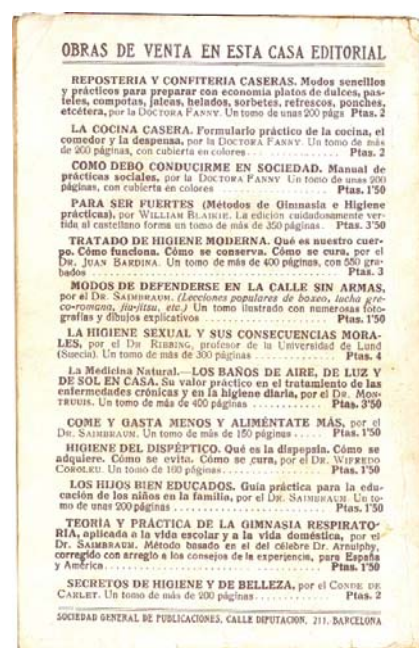 OBRAS DE VENTA EN ESTA CASA EDITORIAL
REPOSTERIA Y CONFITERIA CASERAS. Modos sencillos
y prácticos para preparar con economía platos de dulces, pas-
teles, compotas, jaleas, helados, sorbetes, refrescos, ponches,
etcétera, por la DOCTORA FANNY. Un tomo de unas 200 págs Ptas. 2
LA COCINA CASERA. Formulario práctico de la cocina, el
comedor y la despensa, por la DOCTORA FANNY. Un tomo de más
de 200 páginas, con cubierta en colores . . . . . . . . . . Ptas. 2
COMO DEBO CONDUCIRME EN SOCIEDAD. Manual de
prácticas sociales, por la DOCTORA FANNY Un tomo de unas 200
páginas, con cubierta en colores . . . . . . . . . . Ptas. 1'50
PARA SER FUERTES (Métodos de Gimnasia e Higiene
prácticas), por WILLIAM BLAIKIE. La edición cuidadosamente ver-
tida al castellano forma un tomo de más de 350 páginas. Ptas. 3'50
TRATADO DE HIGIENE MODERNA. Qué es nuestro cuer-
po. Cómo funciona. Cómo se conserva. Cómo se cura, por el
DR. JUAN BARDINA. Un tomo de más de 400 páginas, con 550 gra-
bados . . . . . . . . . . Ptas. 3
MODOS DE DEFENDERSE EN LA CALLE SIN ARMAS,
por el DR. SAIMBRAUM. (Lecciones populares de boxeo, lucha gre-
co-romana, jiu-jitsu, etc.) Un tomo ilustrado con numerosas foto-
grafías y dibujos explicativos . . . . . . . . . . Ptas. 1'50
LA HIGIENE SEXUAL Y SUS CONSECUENCIAS MORA-
LES, por el DR RIBBING, profesor de la Universidad de Lund
(Suecia). Un tomo de más de 300 páginas . . . . . . . . . . Ptas. 4
La Medicina Natural.—LOS BAÑOS DE AIRE, DE LUZ Y
DE SOL EN CASA. Su valor práctico en el tratamiento de las
enfermedades crónicas y en la higiene diaria, por el DR. MON-
TRUUIS. Un tomo de más de 400 páginas . . . . . . . . . . Ptas. 3'50
COME Y GASTA MENOS Y ALIMÉNTATE MÁS, por el
DR. SAIMBRAUM. Un tomo de más de 150 páginas . . . . . Ptas. 1'50
HIGIENE DEL DISPÉPTICO. Qué es la dispepsia. Cómo se
adquiere. Cómo se evita. Cómo se cura, por el DR. WIFREDO
COROLEU. Un tomo de 160 páginas . . . . . . . . . . Ptas. 1'50
LOS HIJOS BIEN EDUCADOS. Guía práctica para la edu-
cación de los niños en la familia, por el DR. SAIMBRAUM Un to-
mo de unas 200 páginas . . . . . . . . . . Ptas. 1'50
TEORÍA Y PRÁCTICA DE LA GIMNASIA RESPIRATO-
RÍA, aplicada a la vida escolar y a la vida doméstica, por el
DR. SAIMBRAUM. Método basado en el del célebre Dr. Arnulphy,
corregido con arreglo a los consejos de la experiencia, para España
y América . . . . . . . . . . Ptas. 1'50
SECRETOS DE HIGIENE Y DE BELLEZA, por el CONDE DE
CARLET. Un tomo de más de 200 páginas . . . . . . . . . . Ptas. 2
SOCIEDAD GENERAL DE PUBLICACIONES, CALLE DIPUTACION, 211, BARCELONA